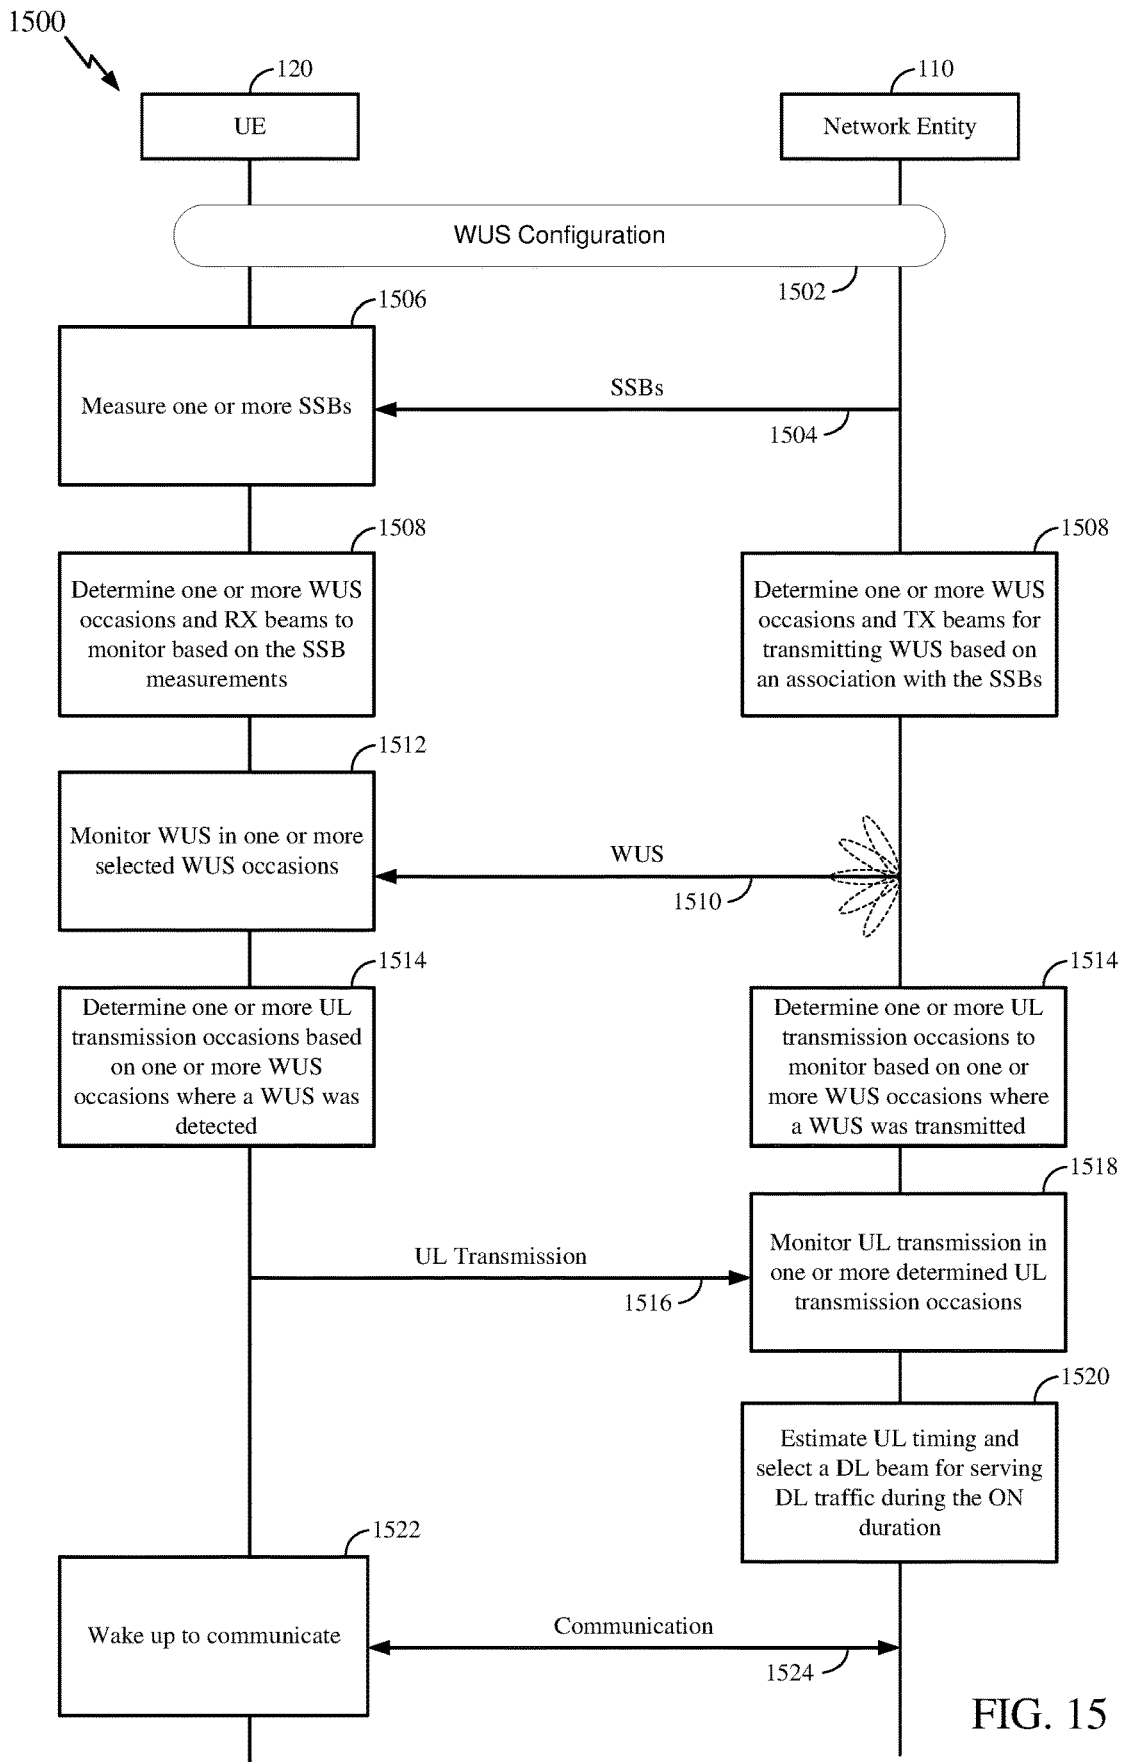 1500
120
110
UE
Network Entity
WUS Configuration
1502
1506
Measure one or more SSBs
SSBs
1504
1508
1508
Determine one or more WUS
occasions and RX beams to
monitor based on the SSB
measurements
Determine one or more WUS
occasions and TX beams for
transmitting WUS based on
an association with the SSBs
1512
Monitor WUS in one or more
selected WUS occasions
WUS
1510
1514
1514
Determine one or more UL
transmission occasions based
on one or more WUS
occasions where a WUS was
detected
Determine one or more UL
transmission occasions to
monitor based on one or
more WUS occasions where
a WUS was transmitted
1518
UL Transmission
1516
Monitor UL transmission in
one or more determined UL
transmission occasions
1520
Estimate UL timing and
select a DL beam for serving
DL traffic during the ON
duration
1522
Wake up to communicate
Communication
1524
FIG. 15